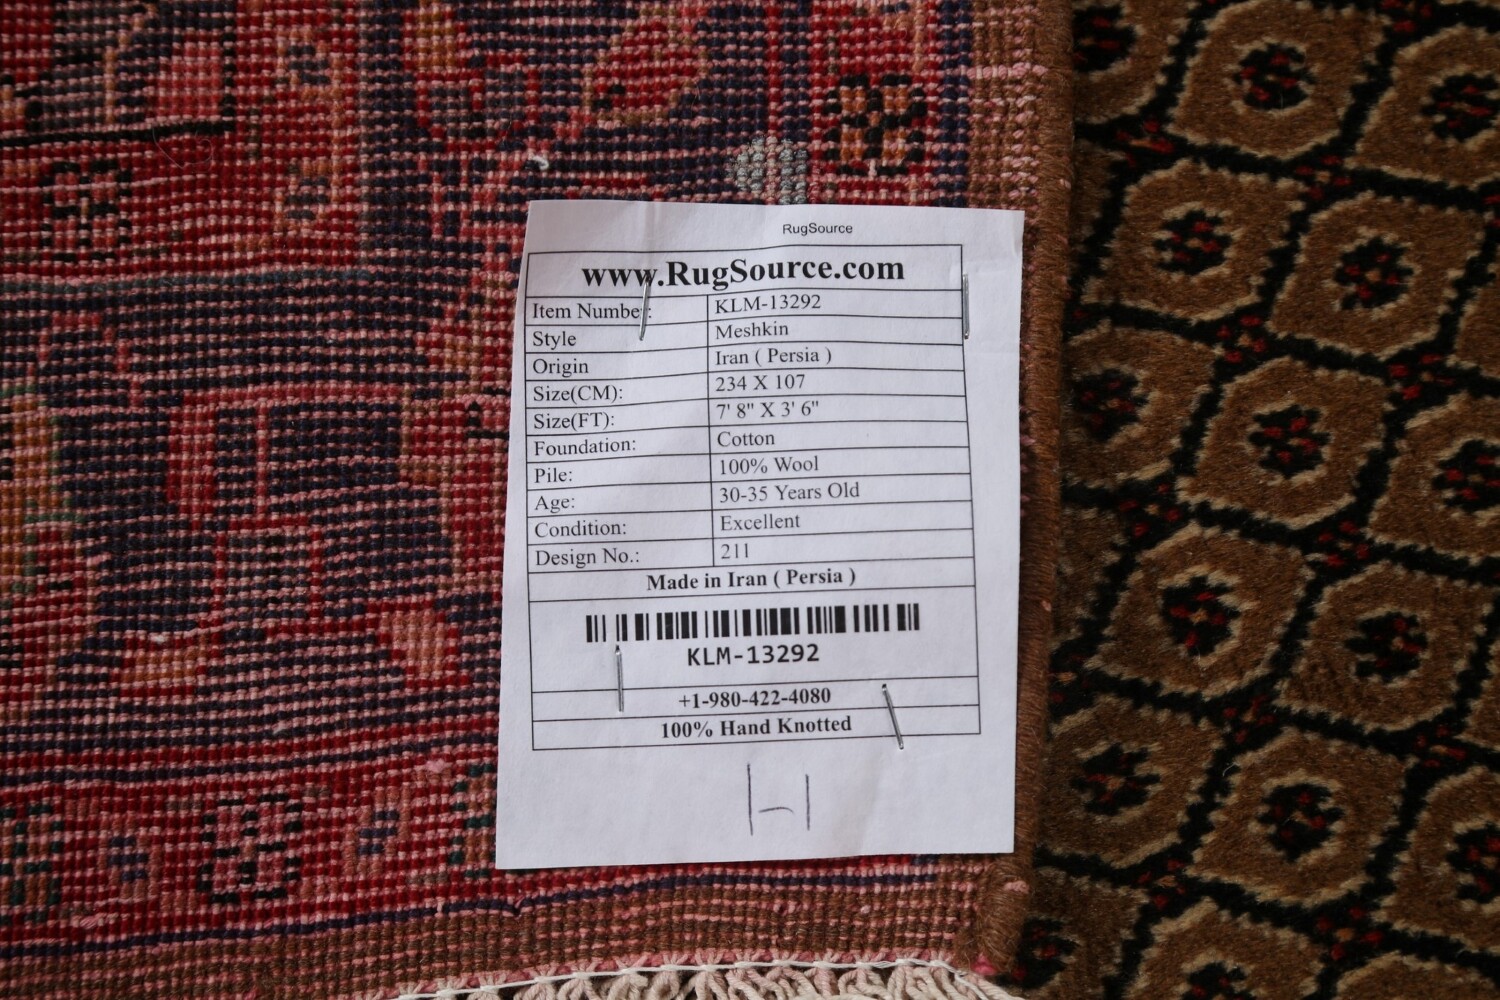 RugSource
www.RugSource.com
Item Number: KLM-13292
Style Meshkin
Origin Iran ( Persia )
Size(CM): 234 X 107
Size(FT): 7' 8" X 3' 6"
Foundation: Cotton
Pile: 100% Wool
Age: 30-35 Years Old
Condition: Excellent
Design No.: 211
Made in Iran ( Persia )
KLM-13292
+1-980-422-4080
100% Hand Knotted
H